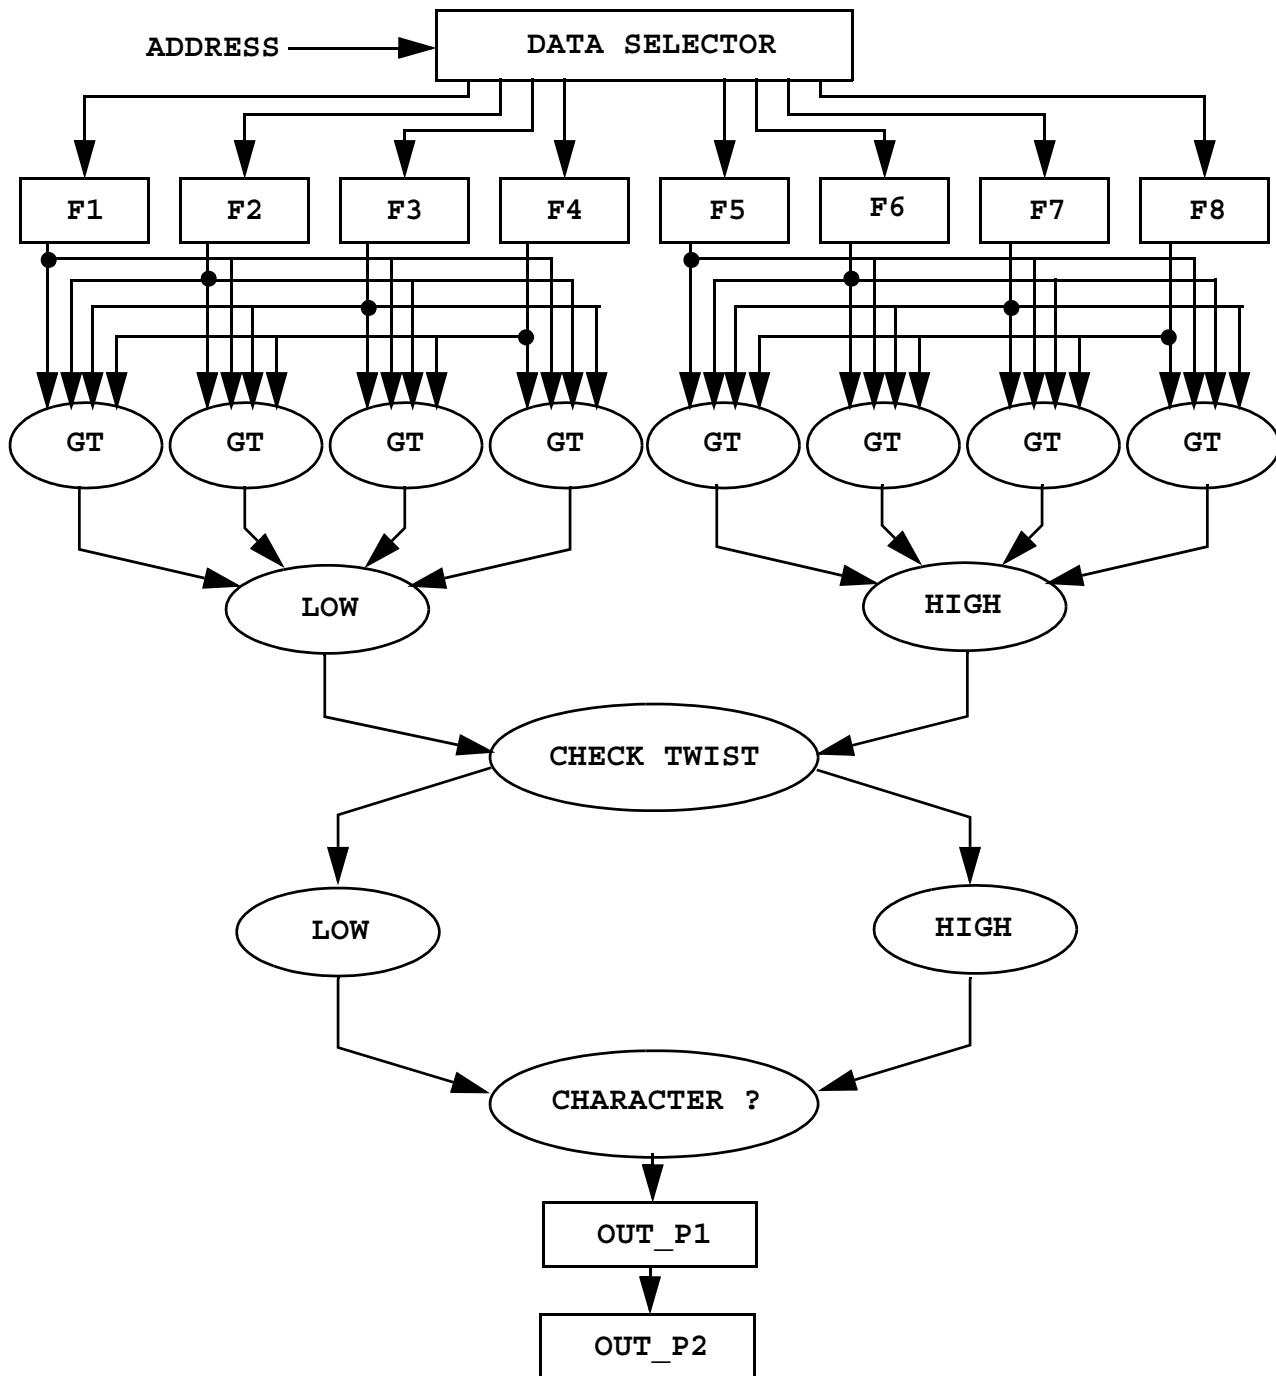 ADDRESS
DATA SELECTOR
F1 F2 F3 F4 F5 F6 F7 F8
GT GT GT GT GT GT GT GT
LOW HIGH
CHECK TWIST
LOW HIGH
CHARACTER ?
OUT_P1
OUT_P2